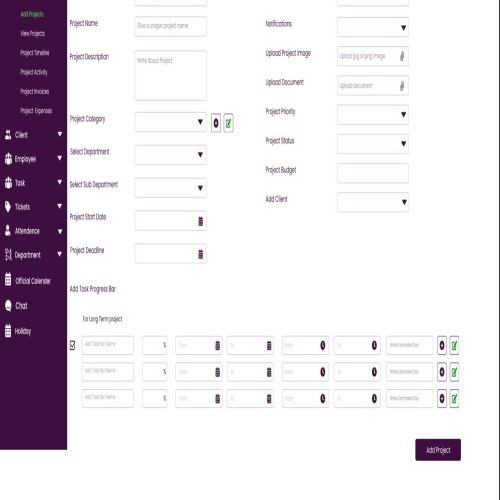 Add Projects
View Projects
Project Timeline
Project Activity
Project Invoices
Project Expenses
Client
Employee
Task
Tickets
Attendence
Department
Official Calender
Chat
Holiday
Project Name
Give a unique project name
Project Description
Write About Project
Project Category
Select Department
Select Sub Department
Project Start Date
Project Deadline
Notifications
Upload Project Image
Upload jpg or png image
Upload Document
Upload document
Project Priority
Project Status
Project Budget
Add Client
Add Task Progress Bar
For Long Term project
Add Task Bar Name % From To From To Write Estimated Day
Add Task Bar Name % From To From To Write Estimated Day
Add Task Bar Name % From To From To Write Estimated Day
Add Project